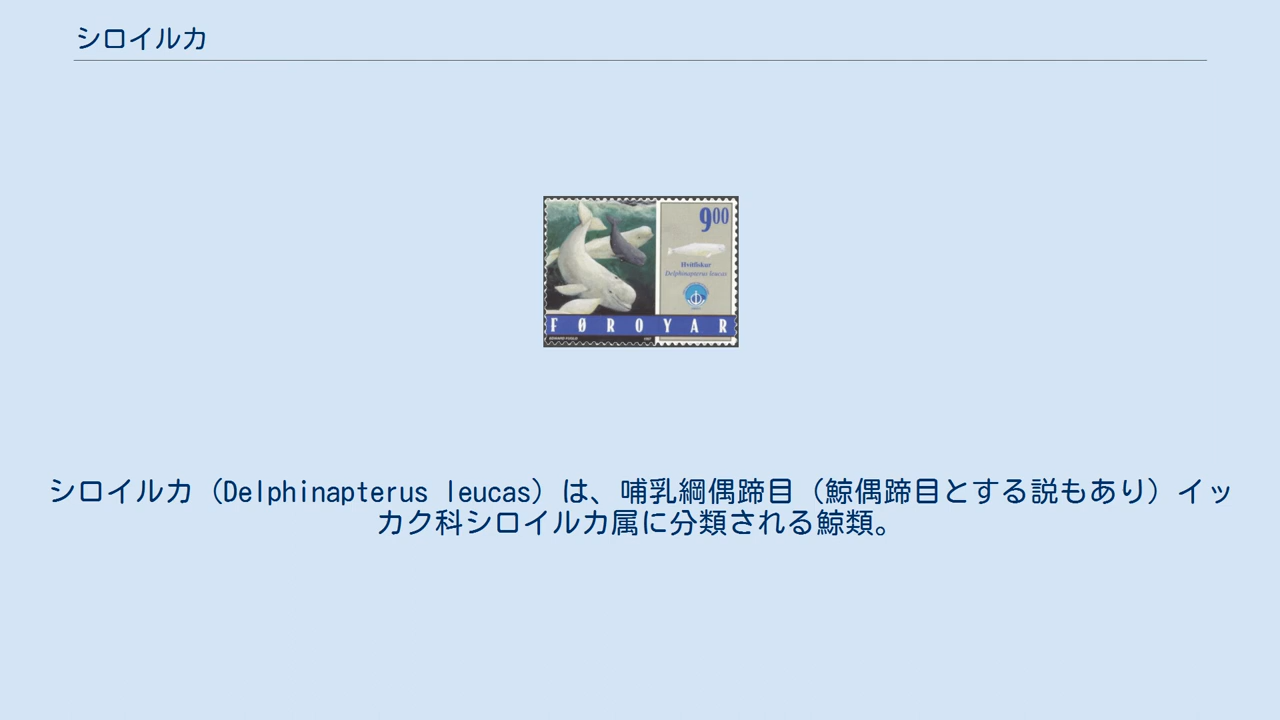 シロイルカ
900
Hvítfiskur
Delphinapterus leucas
FØROYAR
1997
シロイルカ（Delphinapterus leucas）は、哺乳綱偶蹄目（鯨偶蹄目とする説もあり）イッ
カク科シロイルカ属に分類される鯨類。